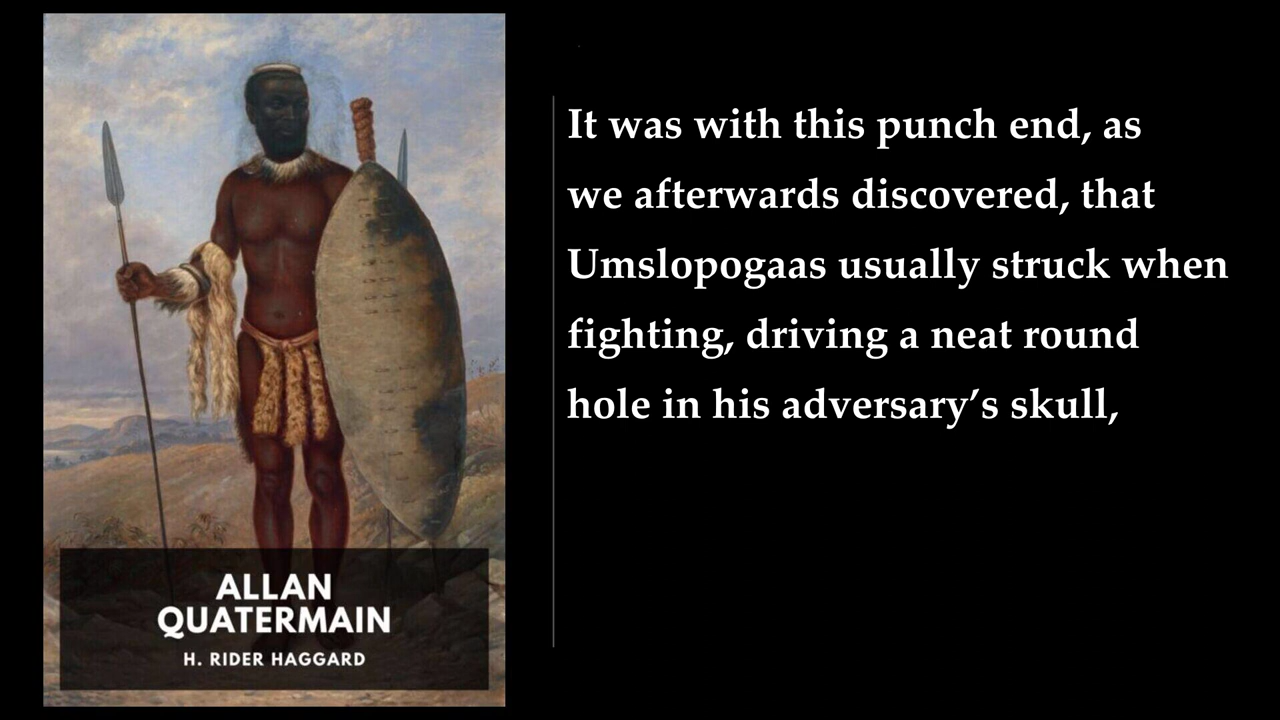 ALLAN
QUATERMAIN
H. RIDER HAGGARD
It was with this punch end, as
we afterwards discovered, that
Umslopogaas usually struck when
fighting, driving a neat round
hole in his adversary’s skull,